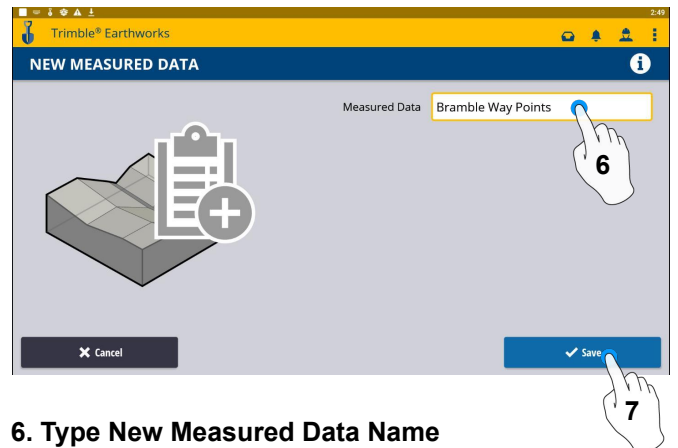 2:49
Trimble® Earthworks
NEW MEASURED DATA
Measured Data Bramble Way Points
6
Cancel
Save
7
6. Type New Measured Data Name